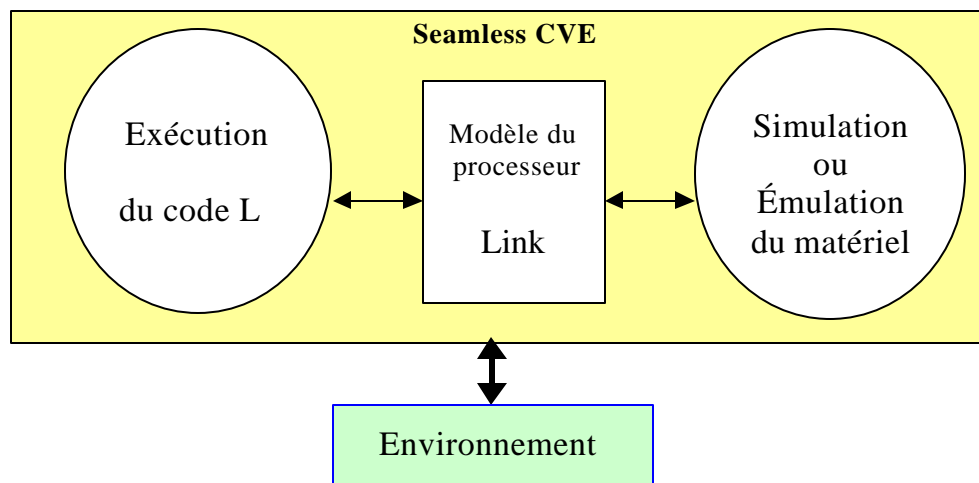 Seamless CVE
Exécution
du code L
Modèle du
processeur
Link
Simulation
ou
Émulation
du matériel
Environnement